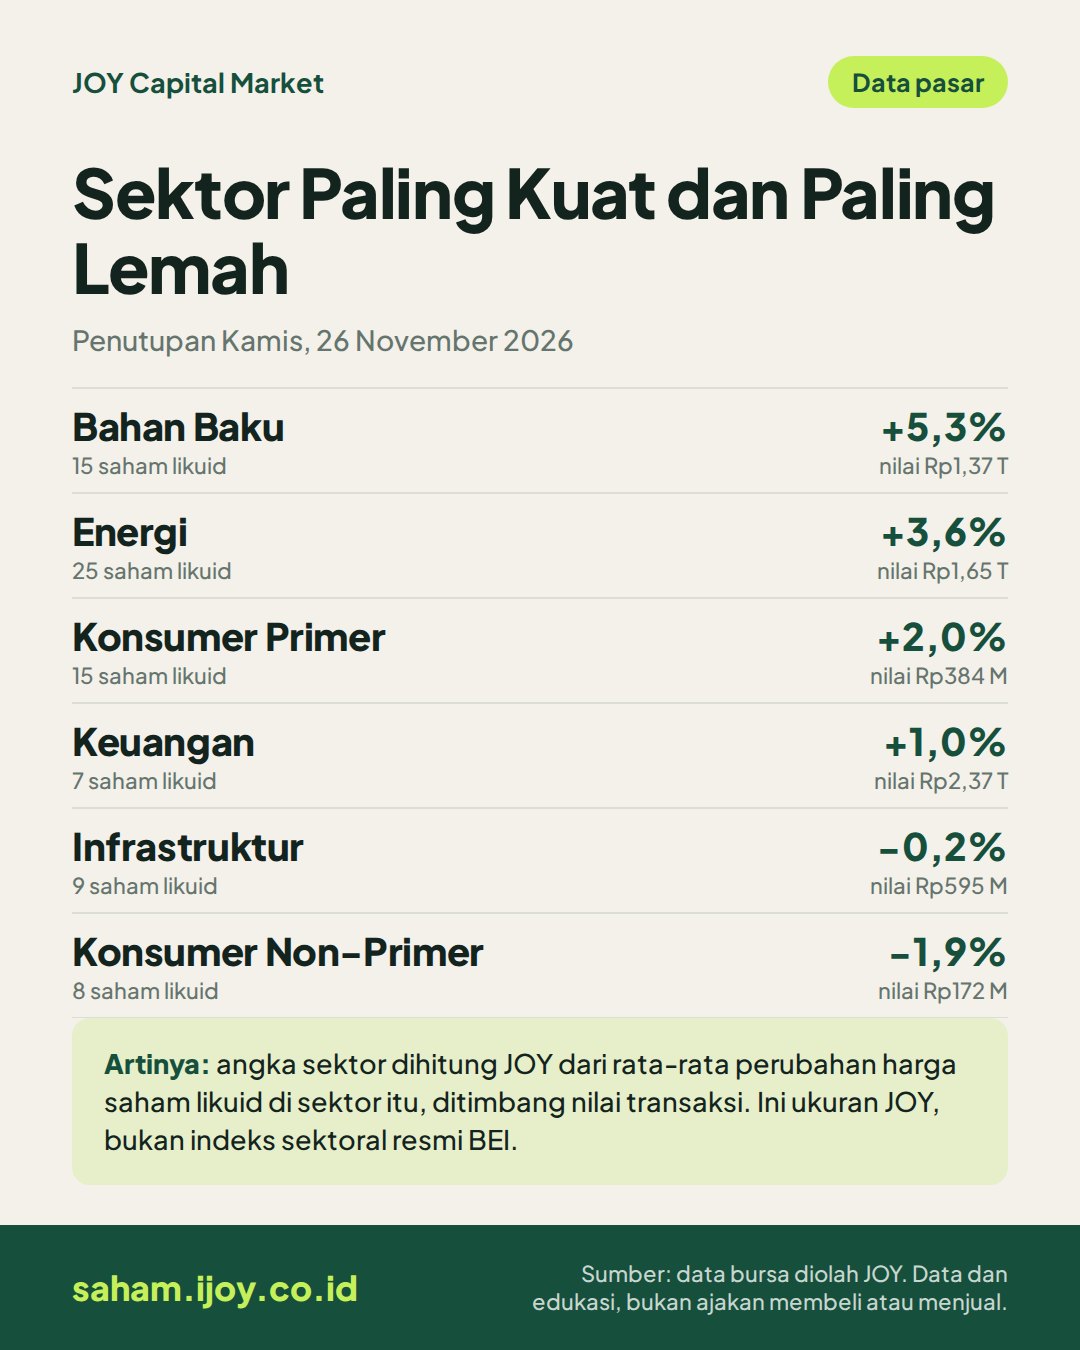 JOY Capital Market
Data pasar
Sektor Paling Kuat dan Paling
Lemah
Penutupan Kamis, 26 November 2026
Bahan Baku
+5,3%
15 saham likuid
nilai Rp1,37 T
Energi
+3,6%
25 saham likuid
nilai Rp1,65 T
Konsumer Primer
+2,0%
15 saham likuid
nilai Rp384 M
Keuangan
+1,0%
7 saham likuid
nilai Rp2,37 T
Infrastruktur
−0,2%
9 saham likuid
nilai Rp595 M
Konsumer Non-Primer
−1,9%
8 saham likuid
nilai Rp172 M
Artinya: angka sektor dihitung JOY dari rata-rata perubahan harga
saham likuid di sektor itu, ditimbang nilai transaksi. Ini ukuran JOY,
bukan indeks sektoral resmi BEI.
saham.ijoy.co.id
Sumber: data bursa diolah JOY. Data dan
edukasi, bukan ajakan membeli atau menjual.